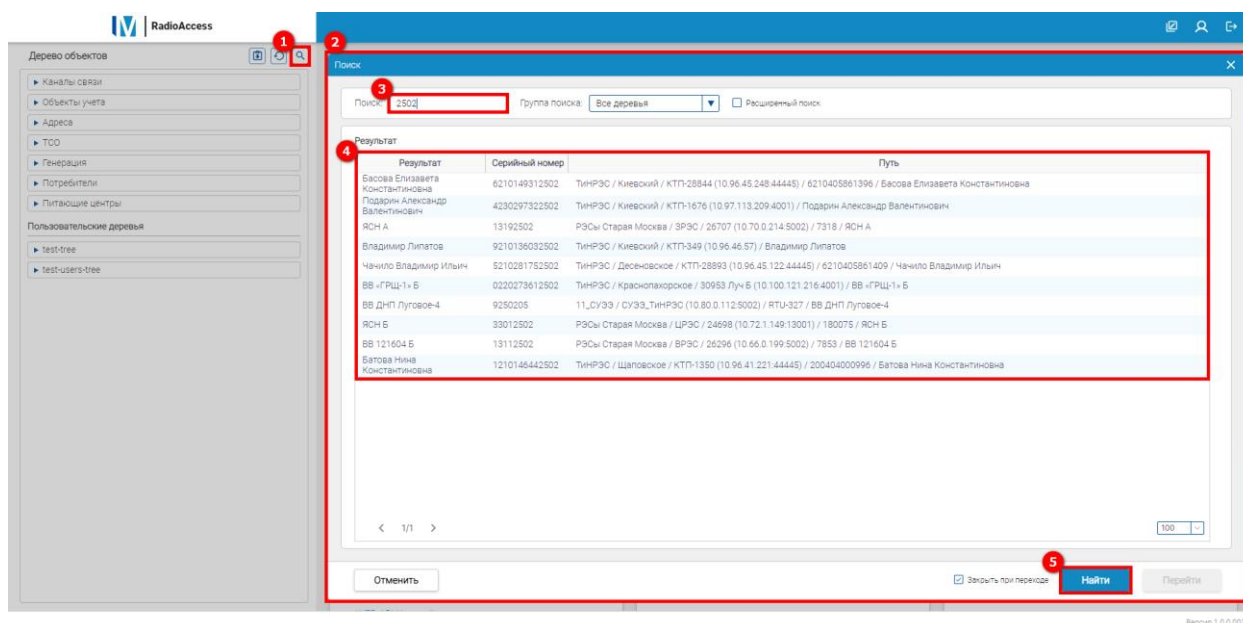 RadioAccess
1
2
Дерево объектов
▸ Каналы связи
▸ Объекты учета
▸ Адреса
▸ ТСО
▸ Генерация
▸ Потребители
▸ Питающие центры
Пользовательские деревья
▸ test-tree
▸ test-users-tree
Поиск
3
Поиск: 2502 Группа поиска: Все деревья Расширенный поиск
Результат
4
Результат Серийный номер Путь
Басова Елизавета
Константиновна 6210149312502 ТиНРЭС / Киевский / КТП-28844 (10.96.45.248:44445) / 6210405861396 / Басова Елизавета Константиновна
Подарин Александр
Валентинович 4230297322502 ТиНРЭС / Киевский / КТП-1676 (10.97.113.209:4001) / Подарин Александр Валентинович
ЯСН А 13192502 РЭСы Старая Москва / ЗРЭС / 26707 (10.70.0.214:5002) / 7318 / ЯСН А
Владимир Липатов 9210136032502 ТиНРЭС / Киевский / КТП-349 (10.96.46.57) / Владимир Липатов
Чачило Владимир Ильич 5210281752502 ТиНРЭС / Десеновское / КТП-28893 (10.96.45.122:44445) / 6210405861409 / Чачило Владимир Ильич
ВВ «ГРЩ-1» Б 0220273612502 ТиНРЭС / Краснопахорское / 30953 Луч Б (10.100.121.216:4001) / ВВ «ГРЩ-1» Б
ВВ ДНП Луговое-4 9250205 11_СУЭЭ / СУЭЭ_ТиНРЭС (10.80.0.112:5002) / RTU-327 / ВВ ДНП Луговое-4
ЯСН Б 33012502 РЭСы Старая Москва / ЦРЭС / 24698 (10.72.1.149:13001) / 180075 / ЯСН Б
ВВ 121604 Б 13112502 РЭСы Старая Москва / ВРЭС / 26296 (10.66.0.199:5002) / 7853 / ВВ 121604 Б
Батова Нина
Константиновна 1210146442502 ТиНРЭС / Щаповское / КТП-1350 (10.96.41.221:44445) / 200404000996 / Батова Нина Константиновна
1/1
100
5
Отменить Закрыть при переходе Найти Перейти